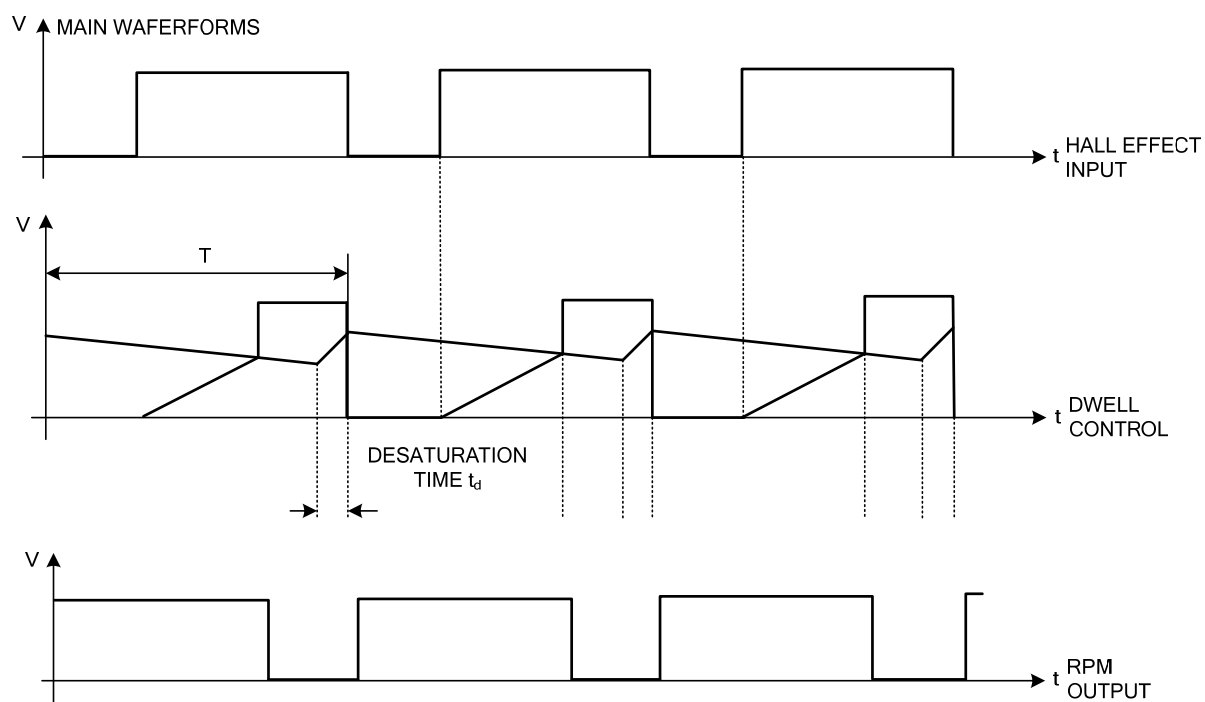 V
MAIN WAFERFORMS
t
HALL EFFECT
INPUT
V
T
t
DWELL
CONTROL
DESATURATION
TIME td
V
t
RPM
OUTPUT